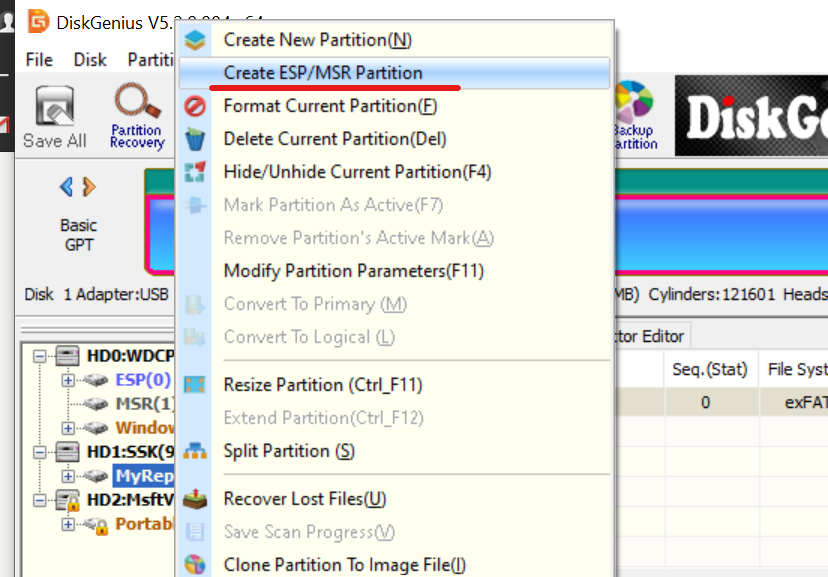 DiskGenius V5.
File Disk Partiti
Save All
Partition
Recovery
Backup
Partition
DiskGe
Basic
GPT
Disk 1 Adapter:USB
MB) Cylinders:121601 Heads
Create New Partition(N)
Create ESP/MSR Partition
Format Current Partition(F)
Delete Current Partition(Del)
Hide/Unhide Current Partition(F4)
Mark Partition As Active(F7)
Remove Partition's Active Mark(A)
Modify Partition Parameters(F11)
Convert To Primary (M)
Convert To Logical (L)
Resize Partition (Ctrl_F11)
Extend Partition(Ctrl_F12)
Split Partition (S)
Recover Lost Files(U)
Save Scan Progress(V)
Clone Partition To Image File(I)
HD0:WDCP
ESP(0)
MSR(1)
Window
HD1:SSK(9
MyRep
HD2:MsftV
Portabl
ctor Editor
Seq.(Stat) File Syst
0 exFAT